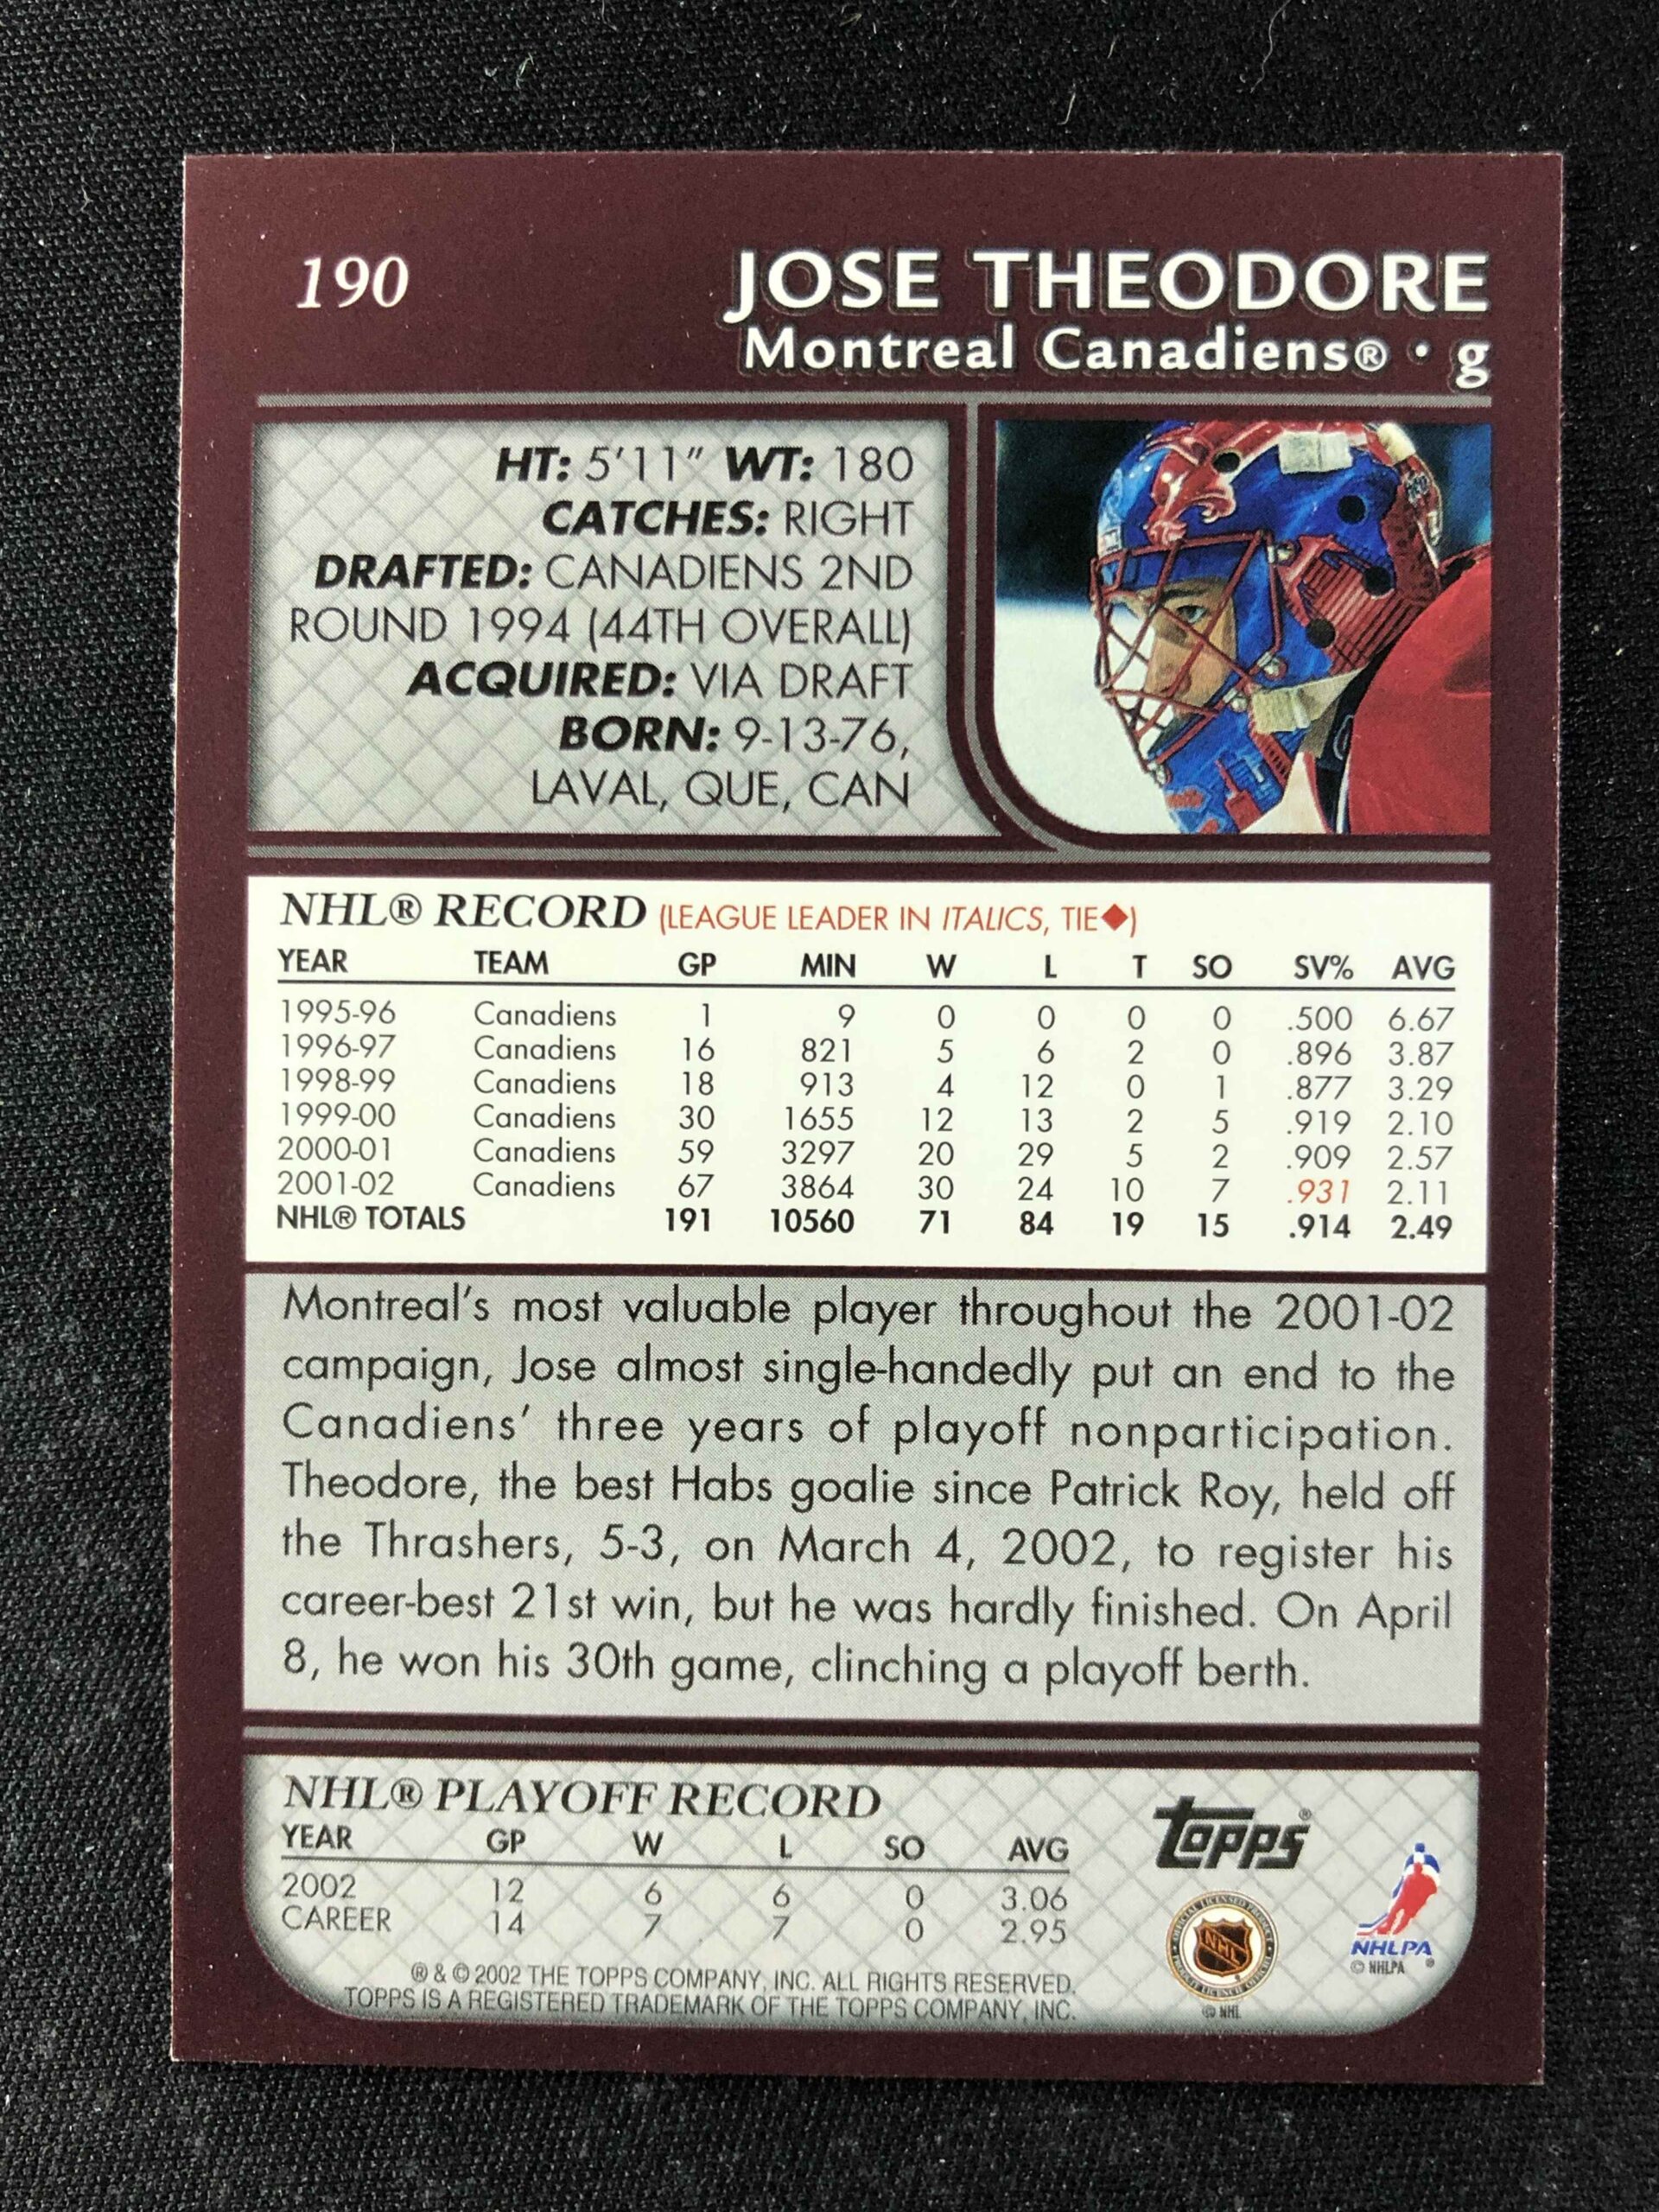 190
JOSE THEODORE
Montreal Canadiens® • g
HT: 5'11" WT: 180
CATCHES: RIGHT
DRAFTED: CANADIENS 2ND
ROUND 1994 (44TH OVERALL)
ACQUIRED: VIA DRAFT
BORN: 9-13-76,
LAVAL, QUE, CAN
NHL® RECORD (LEAGUE LEADER IN ITALICS, TIE◆)
YEAR TEAM GP MIN W L T SO SV% AVG
1995-96 Canadiens 1 9 0 0 0 0 .500 6.67
1996-97 Canadiens 16 821 5 6 2 0 .896 3.87
1998-99 Canadiens 18 913 4 12 0 1 .877 3.29
1999-00 Canadiens 30 1655 12 13 2 5 .919 2.10
2000-01 Canadiens 59 3297 20 29 5 2 .909 2.57
2001-02 Canadiens 67 3864 30 24 10 7 .931 2.11
NHL® TOTALS 191 10560 71 84 19 15 .914 2.49
Montreal's most valuable player throughout the 2001-02
campaign, Jose almost single-handedly put an end to the
Canadiens' three years of playoff nonparticipation.
Theodore, the best Habs goalie since Patrick Roy, held off
the Thrashers, 5-3, on March 4, 2002, to register his
career-best 21st win, but he was hardly finished. On April
8, he won his 30th game, clinching a playoff berth.
NHL® PLAYOFF RECORD
YEAR GP W L SO AVG
2002 12 6 6 0 3.06
CAREER 14 7 7 0 2.95
® & © 2002 THE TOPPS COMPANY, INC. ALL RIGHTS RESERVED.
TOPPS IS A REGISTERED TRADEMARK OF THE TOPPS COMPANY, INC.
Topps®
NHL
© NHL
NHLPA
© NHLPA ®